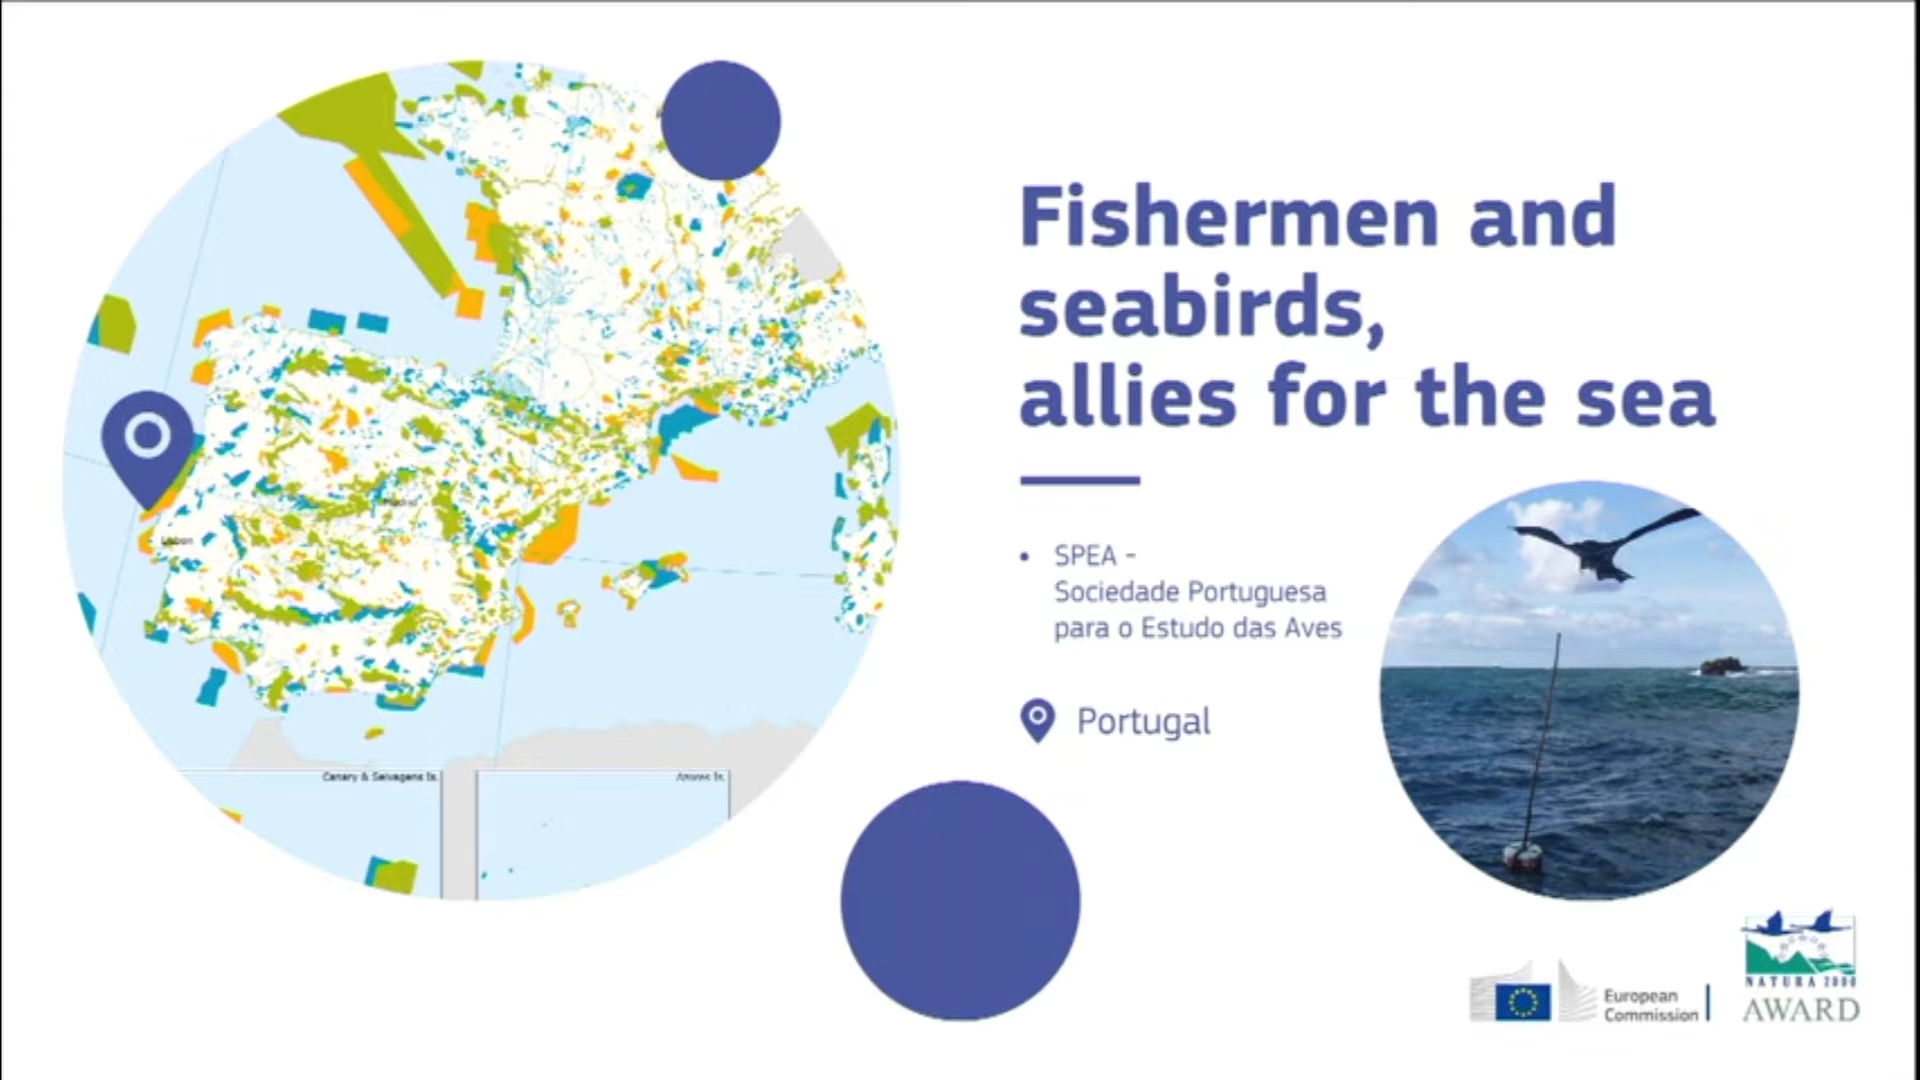 Fishermen and
seabirds,
allies for the sea
SPEA -
Sociedade Portuguesa
para o Estudo das Aves
Portugal
Madrid
Lisbon
Canary & Selvagens Is.
Azores Is.
European
Commission
NATURA 2000
AWARD